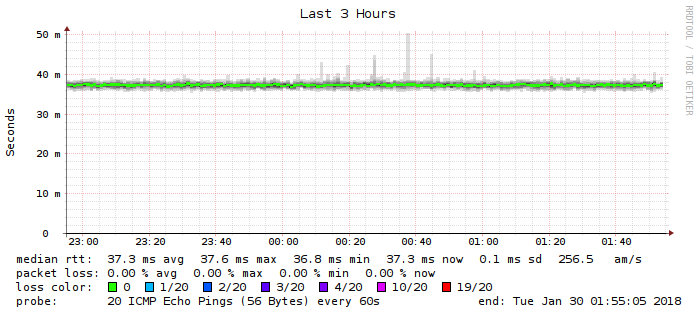 Last 3 Hours
RRDTOOL / TOBI OETIKER
Seconds
50 m
40 m
30 m
20 m
10 m
0
23:00 23:20 23:40 00:00 00:20 00:40 01:00 01:20 01:40
median rtt: 37.3 ms avg 37.6 ms max 36.8 ms min 37.3 ms now 0.1 ms sd 256.5 am/s
packet loss: 0.00 % avg 0.00 % max 0.00 % min 0.00 % now
loss color: 0 1/20 2/20 3/20 4/20 10/20 19/20
probe: 20 ICMP Echo Pings (56 Bytes) every 60s end: Tue Jan 30 01:55:05 2018